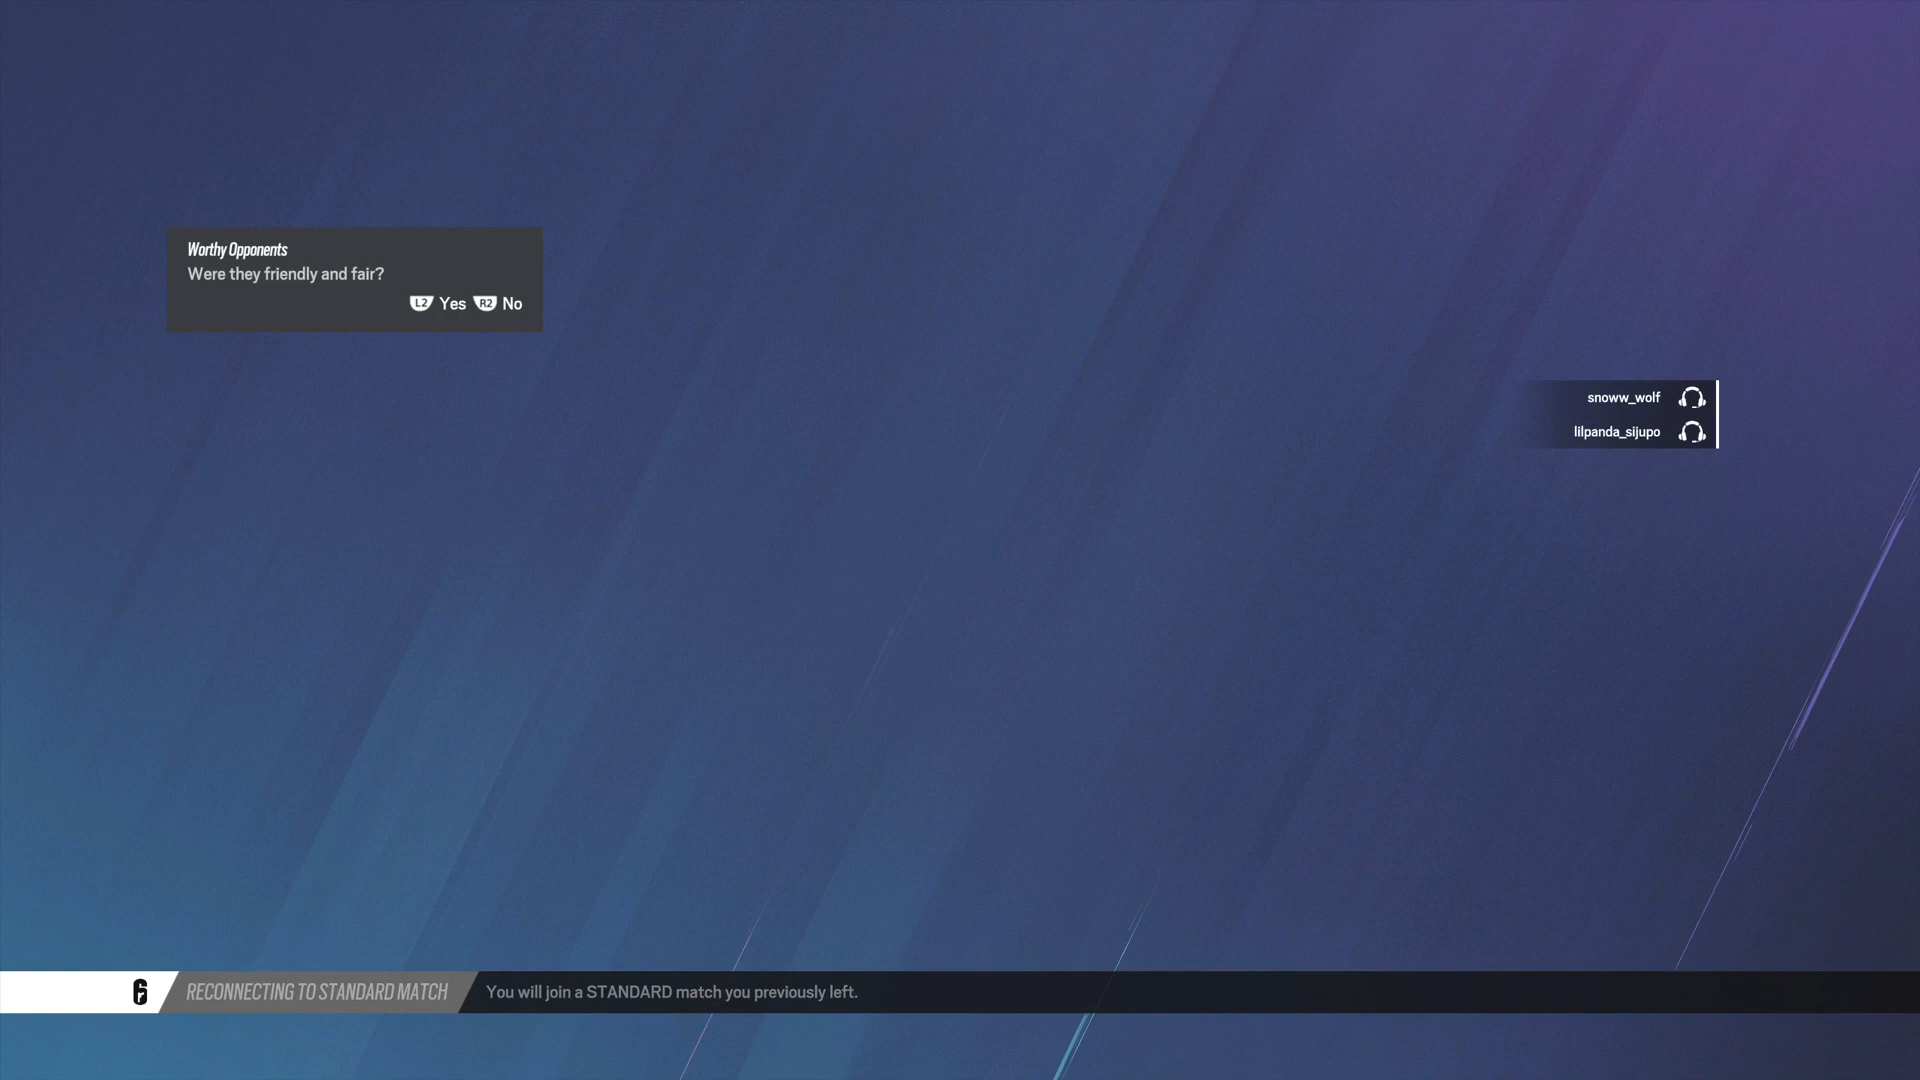 Worthy Opponents
Were they friendly and fair?
L2 Yes R2 No
snoww_wolf
lilpanda_sijupo
6 RECONNECTING TO STANDARD MATCH You will join a STANDARD match you previously left.